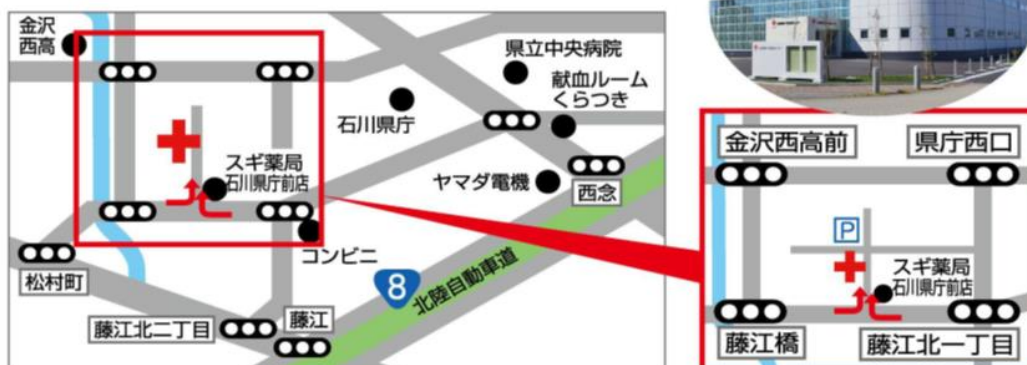 金沢
西高
県立中央病院
献血ルーム
くらつき
石川県庁
スギ薬局
石川県庁前店
ヤマダ電機
西念
コンビニ
松村町
8
北陸自動車道
藤江北二丁目
藤江
金沢西高前
県庁西口
P
スギ薬局
石川県庁前店
藤江橋
藤江北一丁目